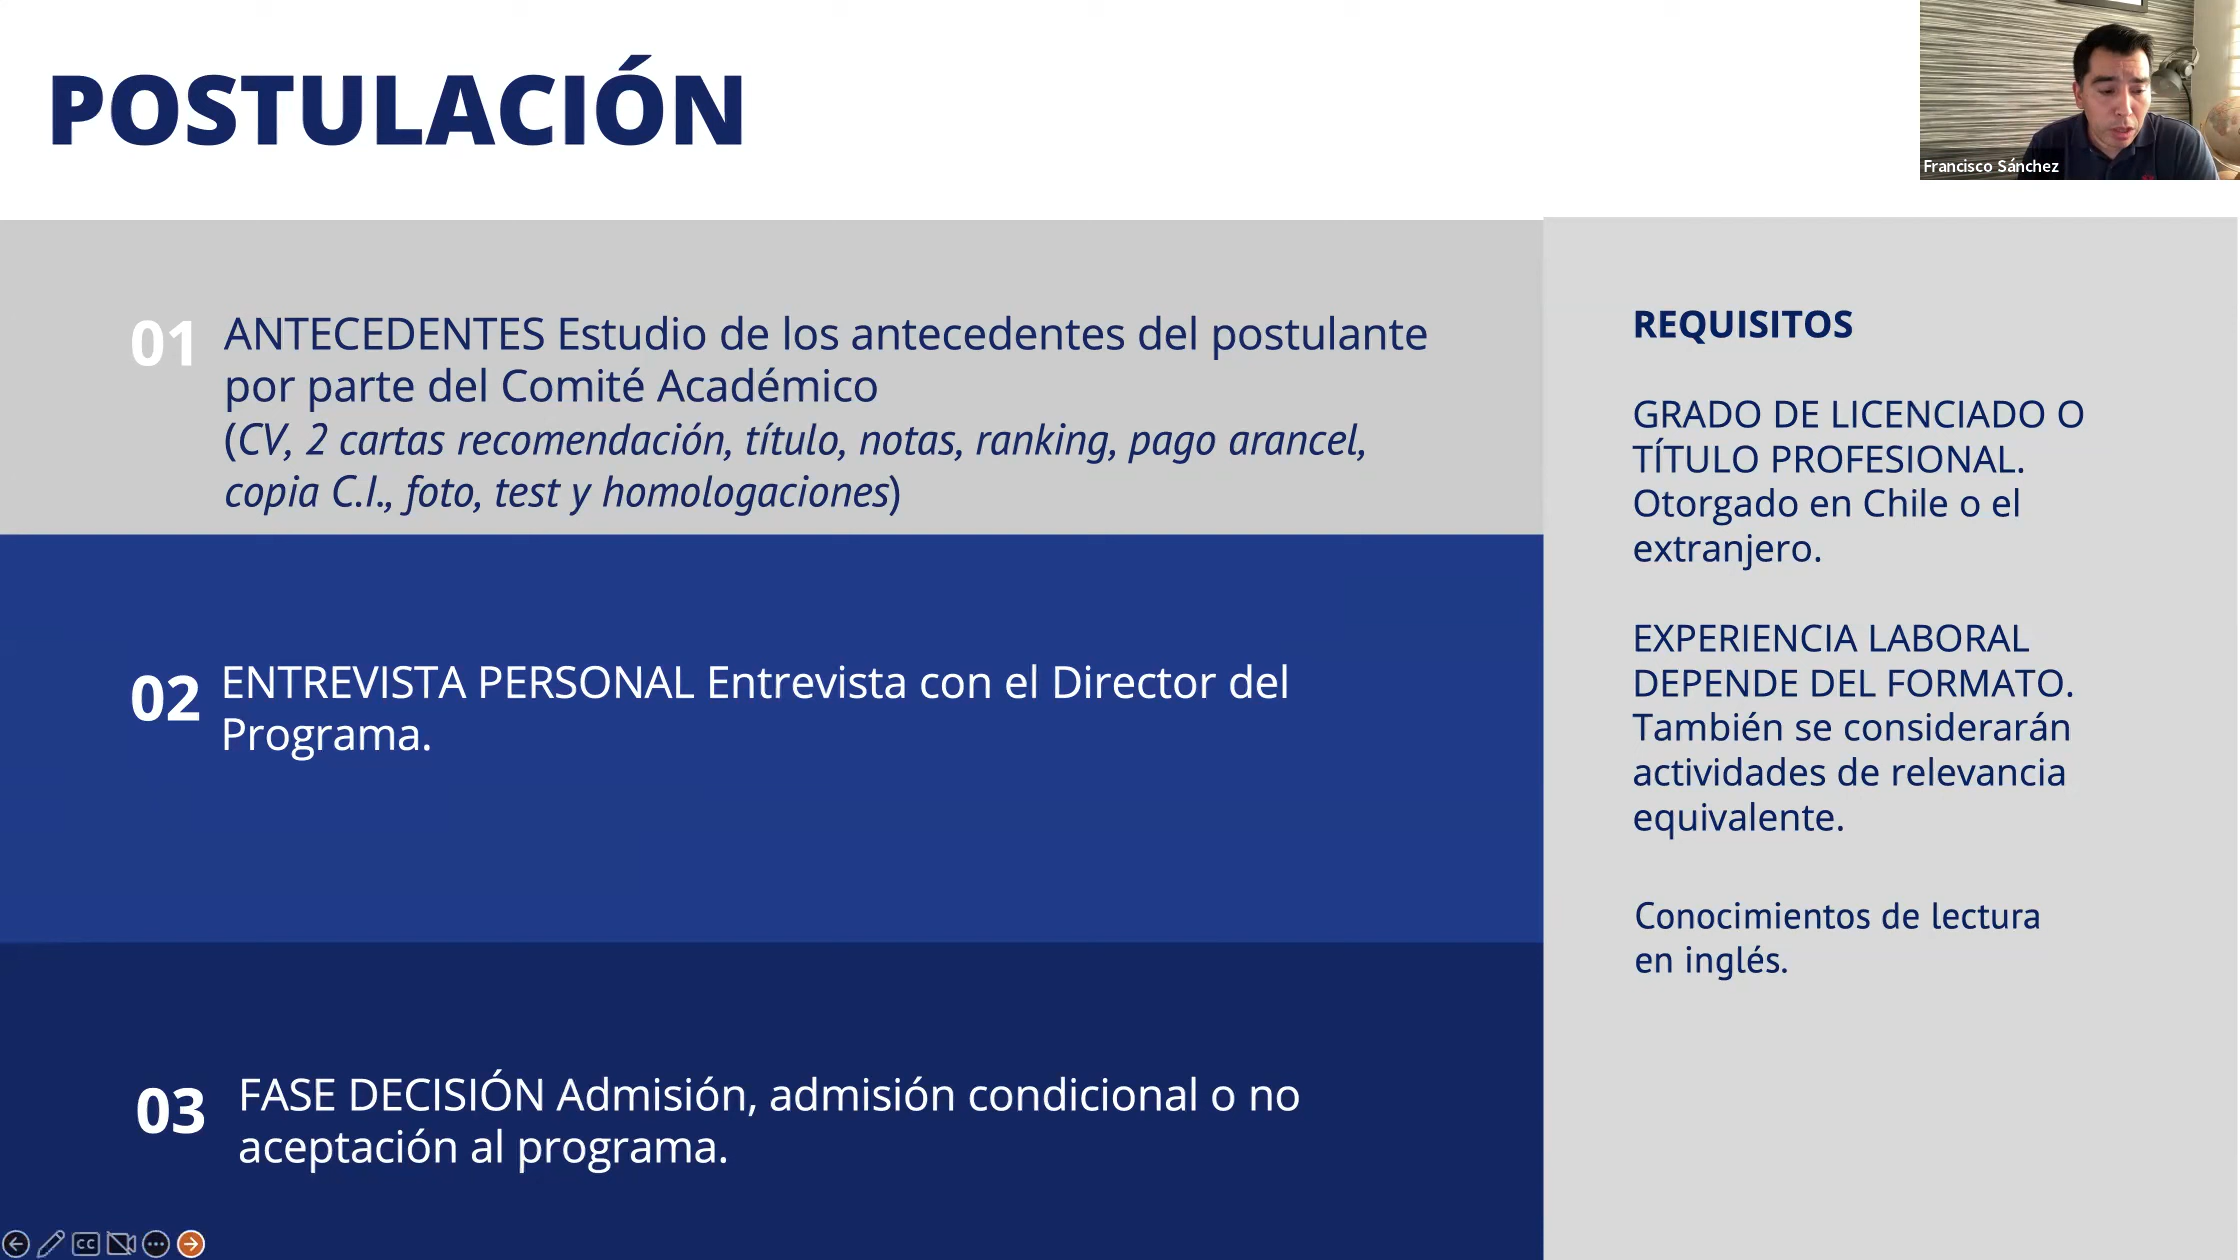 POSTULACIÓN
Francisco Sánchez
01
ANTECEDENTES Estudio de los antecedentes del postulante
por parte del Comité Académico
(CV, 2 cartas recomendación, título, notas, ranking, pago arancel,
copia C.I., foto, test y homologaciones)
02
ENTREVISTA PERSONAL Entrevista con el Director del
Programa.
03
FASE DECISIÓN Admisión, admisión condicional o no
aceptación al programa.
REQUISITOS
GRADO DE LICENCIADO O
TÍTULO PROFESIONAL.
Otorgado en Chile o el
extranjero.
EXPERIENCIA LABORAL
DEPENDE DEL FORMATO.
También se considerarán
actividades de relevancia
equivalente.
Conocimientos de lectura
en inglés.
CC